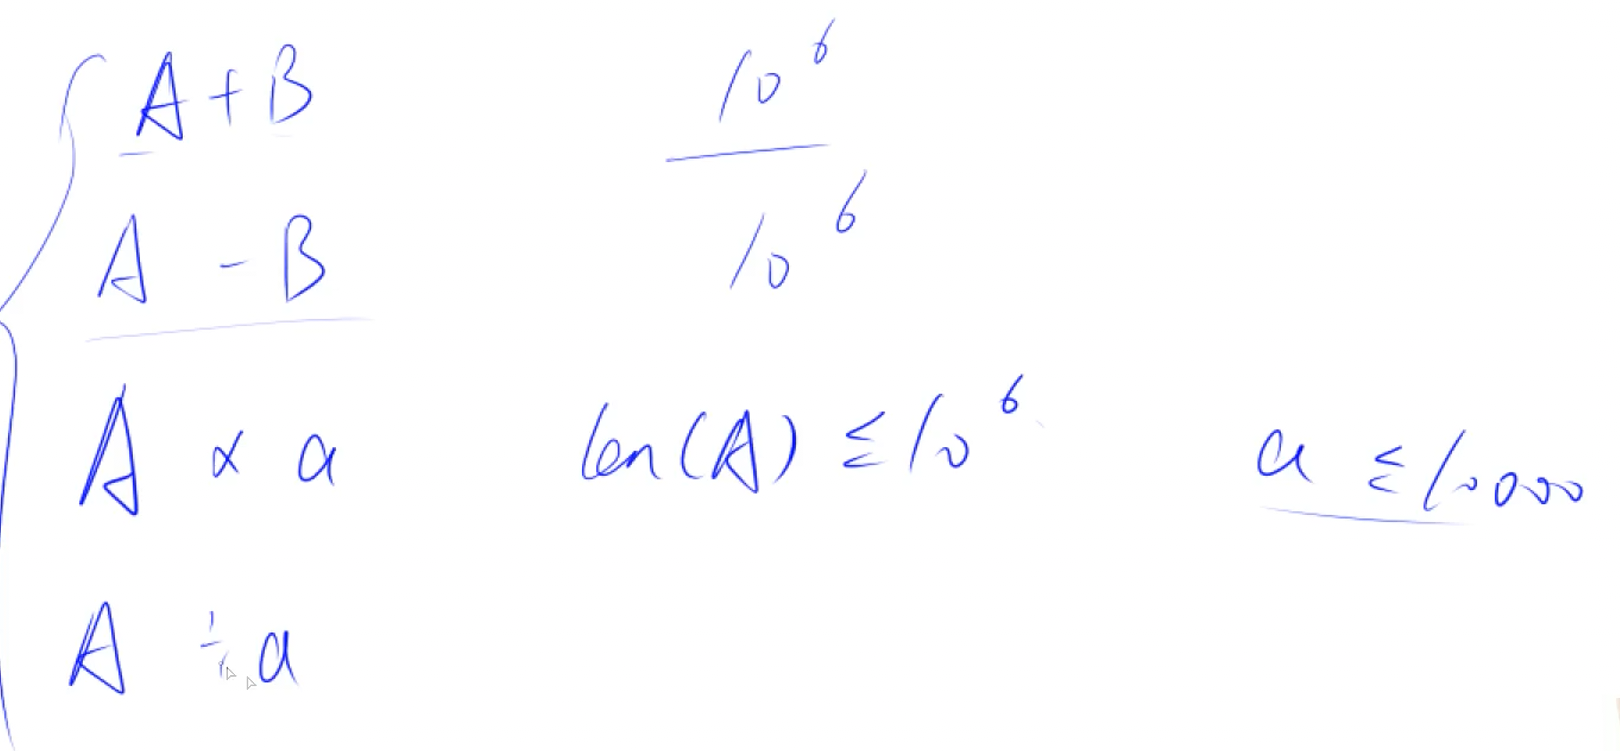 A + B 10^6
A - B 10^6
A × a len(A) ≤ 10^6 a ≤ 10000
A ÷ a